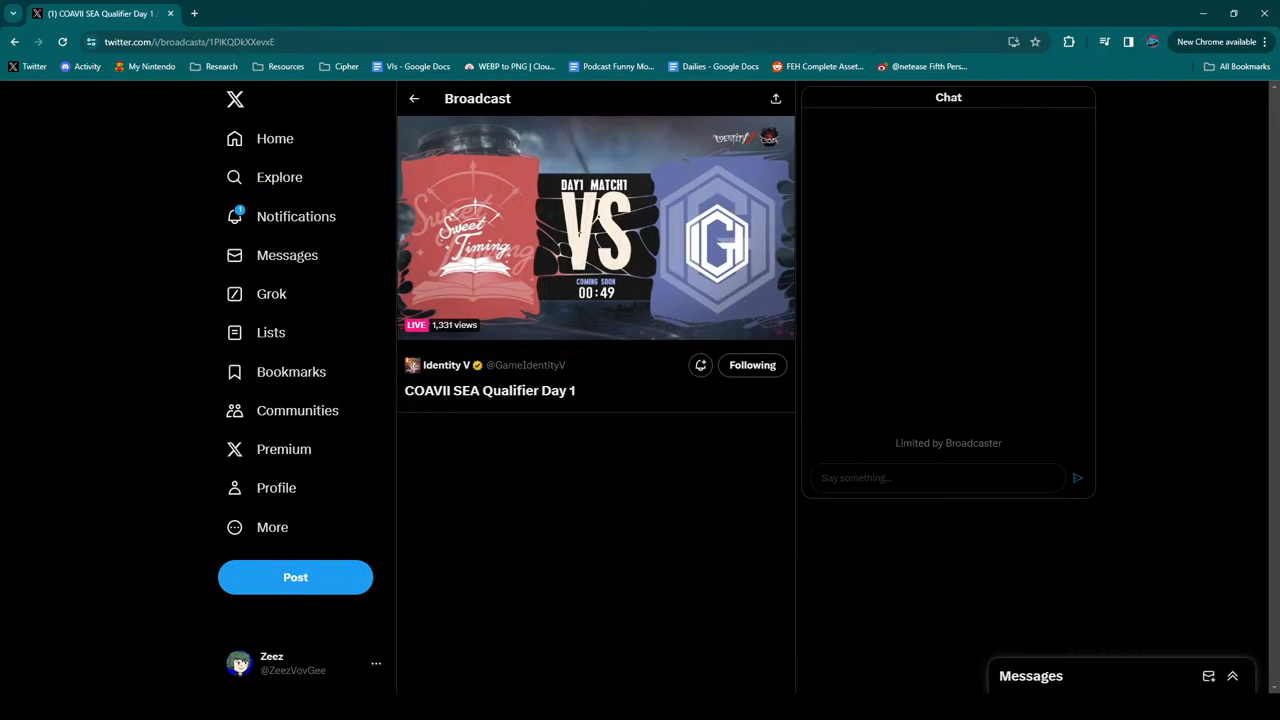 (1) COAVII SEA Qualifier Day 1 /
twitter.com/i/broadcasts/1PlKQDkXXevxE
New Chrome available
Twitter
Activity
My Nintendo
Research
Resources
Cipher
VIs - Google Docs
WEBP to PNG | Clou...
Podcast Funny Mo...
Dailies - Google Docs
FEH Complete Asset...
@netease Fifth Pers...
All Bookmarks
Home
Explore
1
Notifications
Messages
Grok
Lists
Bookmarks
Communities
Premium
Profile
More
Post
Zeez
@ZeezVovGee
Broadcast
IDENTITY V
Sweet
Timing
Sweet
Timing
DAY1 MATCH1
VS
COMING SOON
00:49
G
LIVE 1,331 views
Identity V @GameIdentityV
Following
COAVII SEA Qualifier Day 1
Chat
Limited by Broadcaster
Say something...
Messages